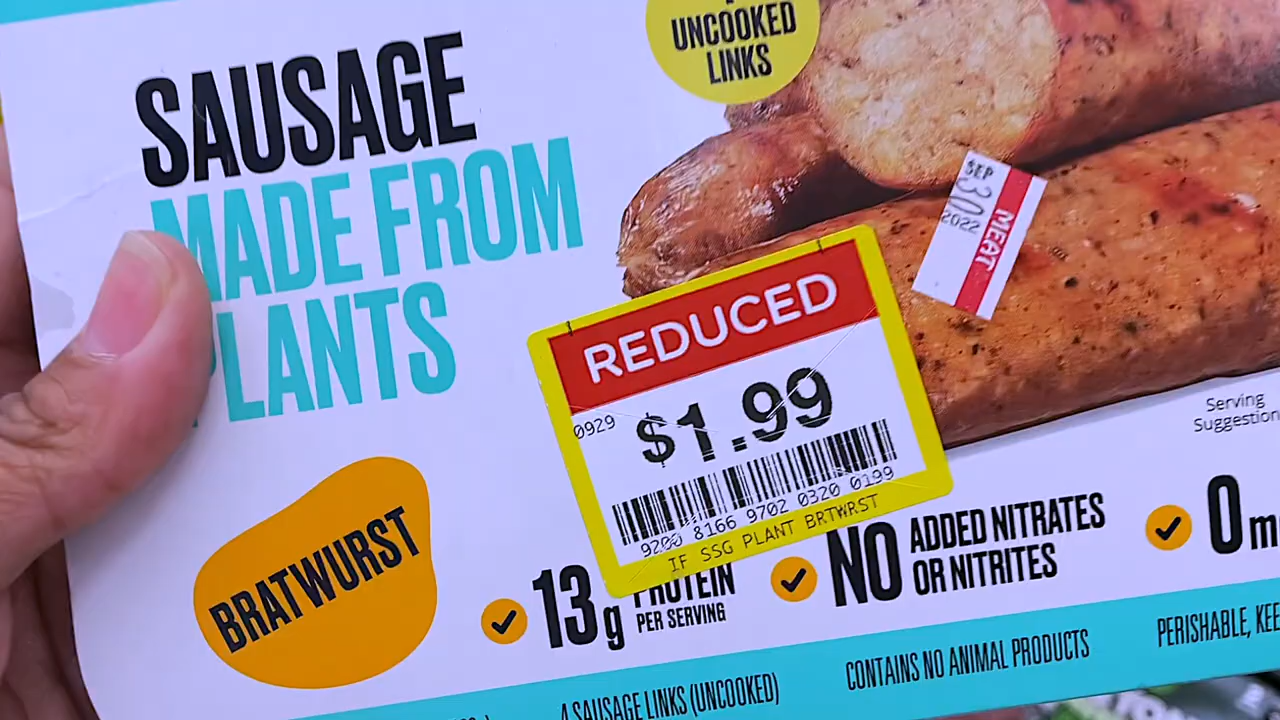 UNCOOKED
LINKS
SAUSAGE
MADE FROM
PLANTS
SEP
30
2022
MEAT
REDUCED
0929
$1.99
9200 8166 9702 0320 0199
IF SSG PLANT BRTWRST
Serving
Suggestion
BRATWURST
13g PROTEIN
PER SERVING
NO ADDED NITRATES
OR NITRITES
0m
4 SAUSAGE LINKS (UNCOOKED)
CONTAINS NO ANIMAL PRODUCTS
PERISHABLE,